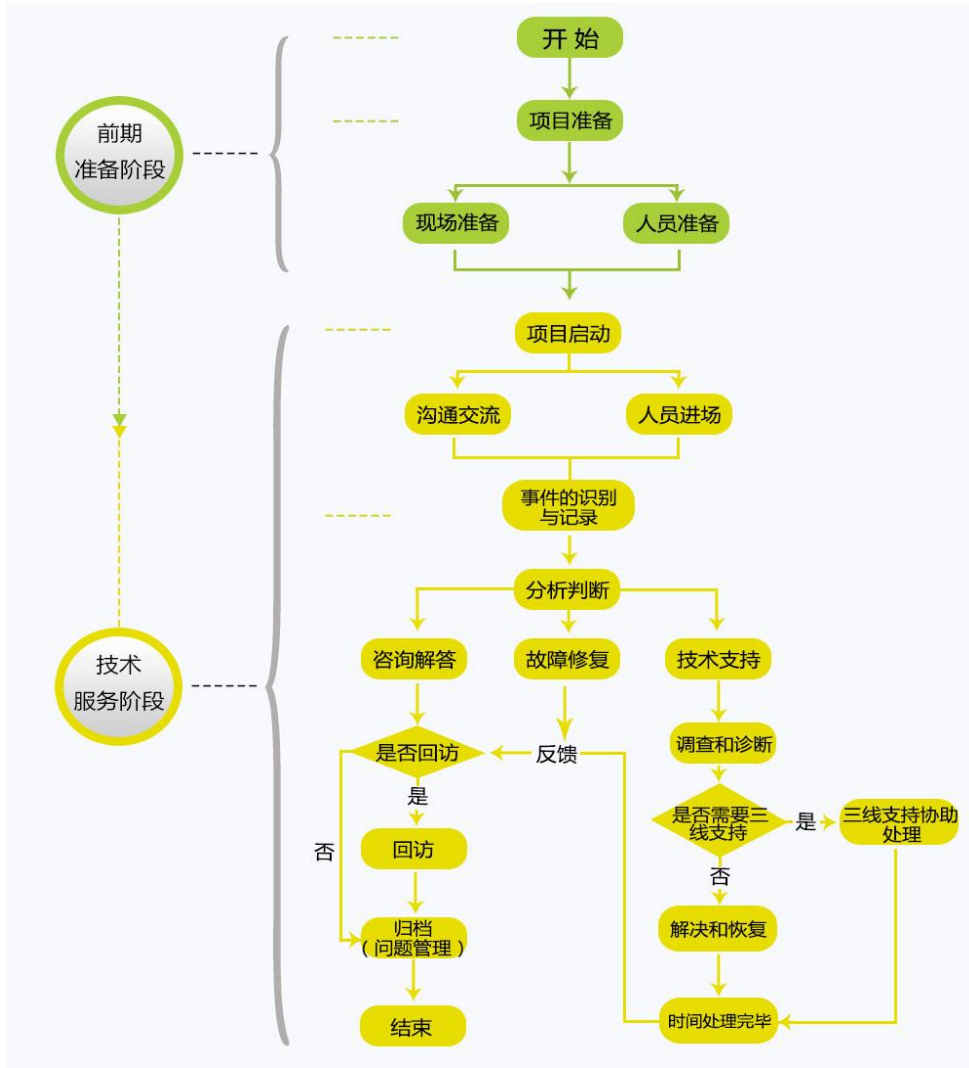 开 始
前期
准备阶段
项目准备
现场准备
人员准备
项目启动
沟通交流
人员进场
事件的识别
与记录
分析判断
技术
服务阶段
咨询解答
故障修复
技术支持
是否回访
反馈
调查和诊断
是
是否需要三
线支持
是
三线支持协助
处理
否
回访
否
归档
（问题管理）
解决和恢复
结束
时间处理完毕